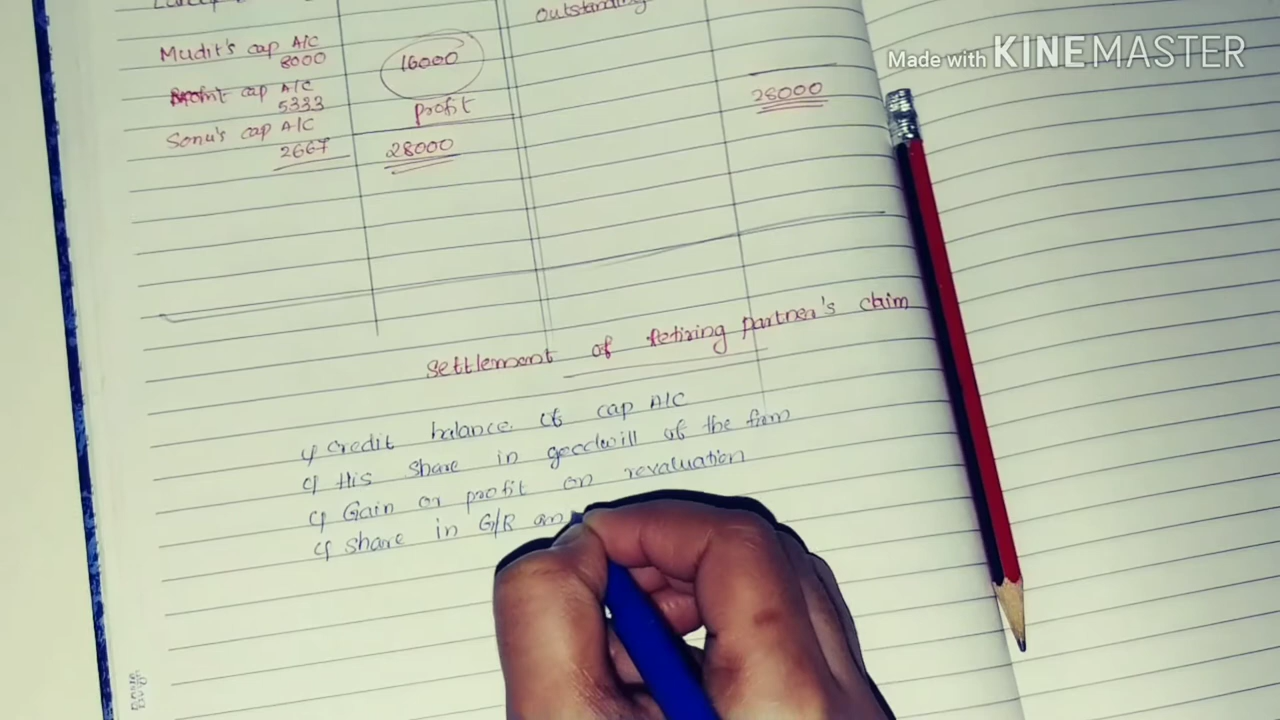 Outstanding
Mudit's cap A/C
8000
16000
cap A/C
5333
profit
Sonu's cap A/C
2667
28000
28000
Made with KINEMASTER
Settlement of Retiring partner's claim
Credit balance of cap A/C
His share in goodwill of the firm
Gain or profit on revaluation
Share in G/R an